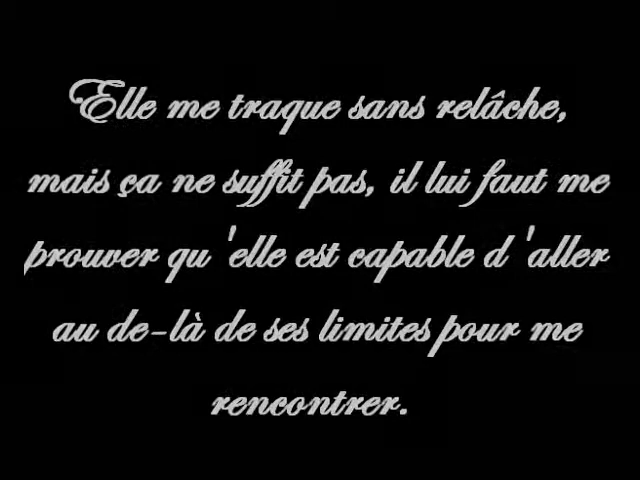 Elle me traque sans relâche,
mais ça ne suffit pas, il lui faut me
prouver qu 'elle est capable d 'aller
au de-là de ses limites pour me
rencontrer.